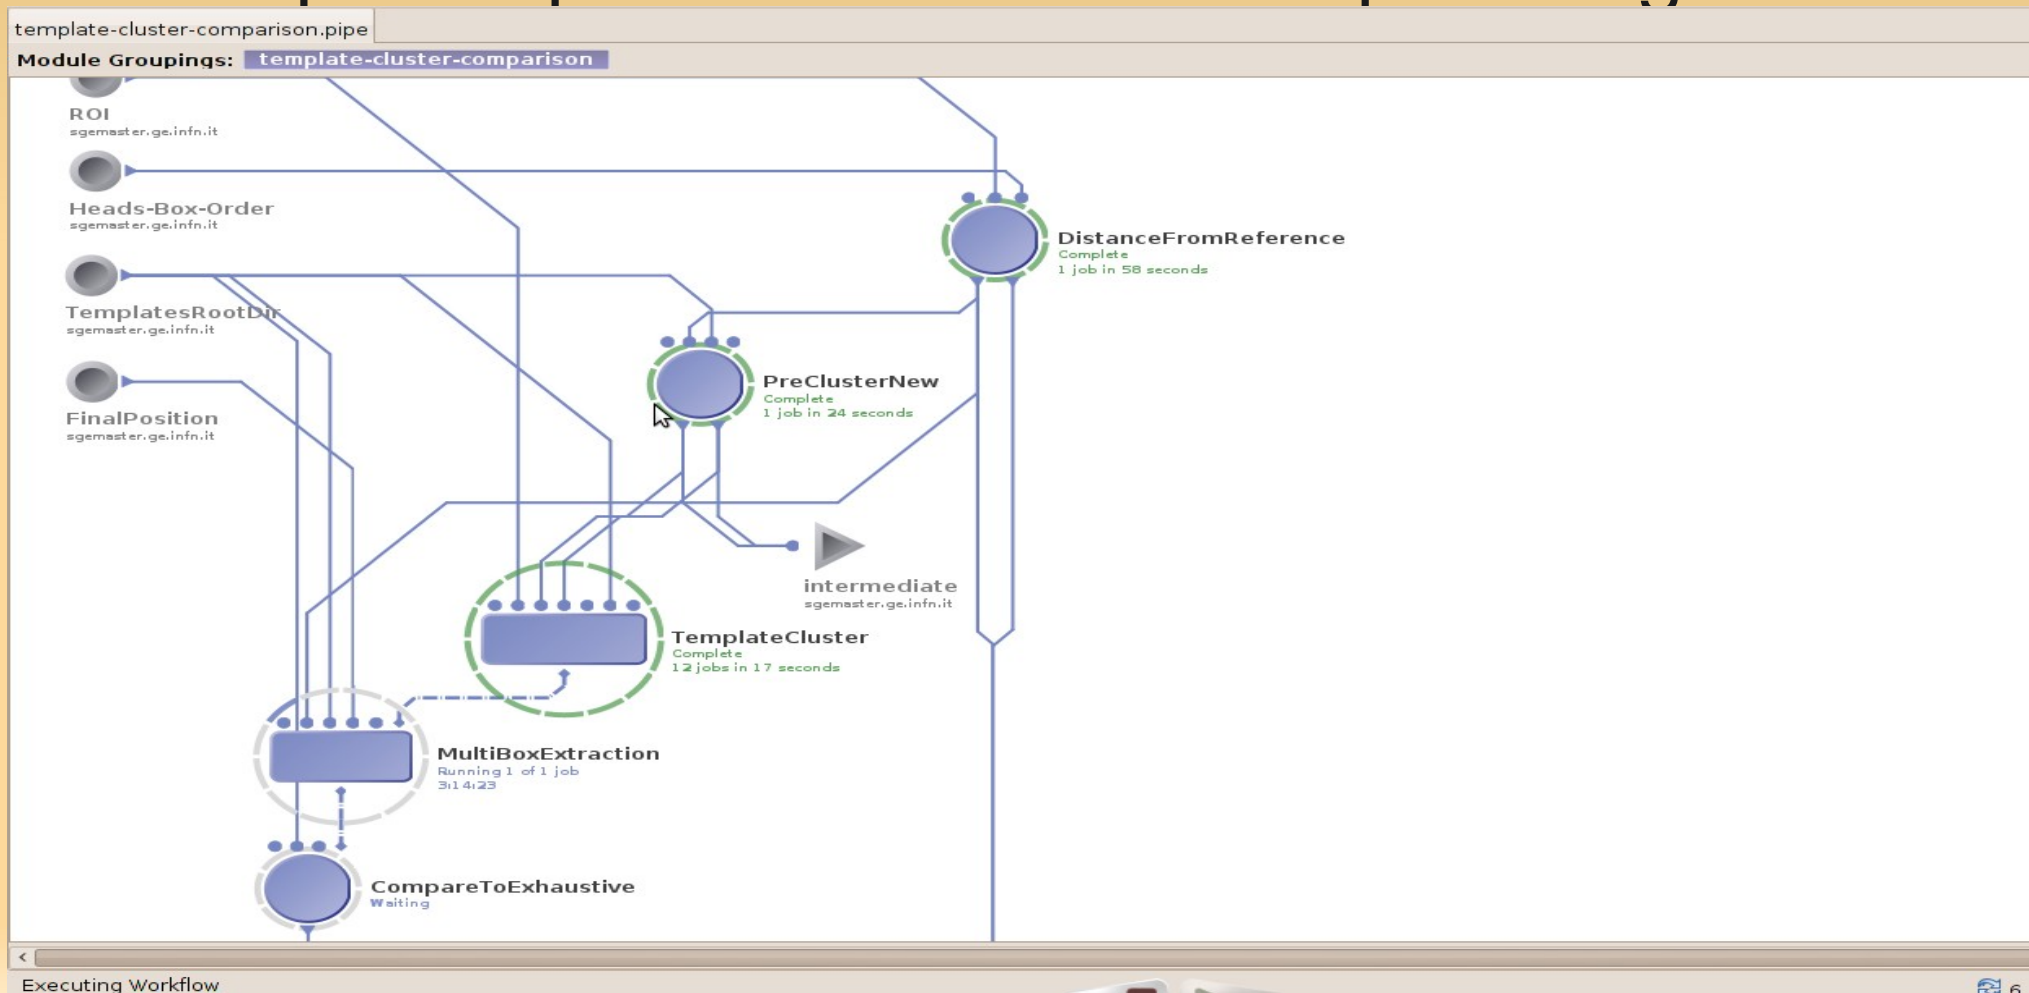 template-cluster-comparison.pipe
Module Groupings: template-cluster-comparison
ROI
sgemaster.ge.infn.it
Heads-Box-Order
sgemaster.ge.infn.it
DistanceFromReference
Complete
1 job in 58 seconds
TemplatesRootDir
sgemaster.ge.infn.it
PreClusterNew
Complete
1 job in 24 seconds
FinalPosition
sgemaster.ge.infn.it
intermediate
sgemaster.ge.infn.it
TemplateCluster
Complete
12 jobs in 17 seconds
MultiBoxExtraction
Running 1 of 1 job
3:14:23
CompareToExhaustive
Waiting
Executing Workflow
6